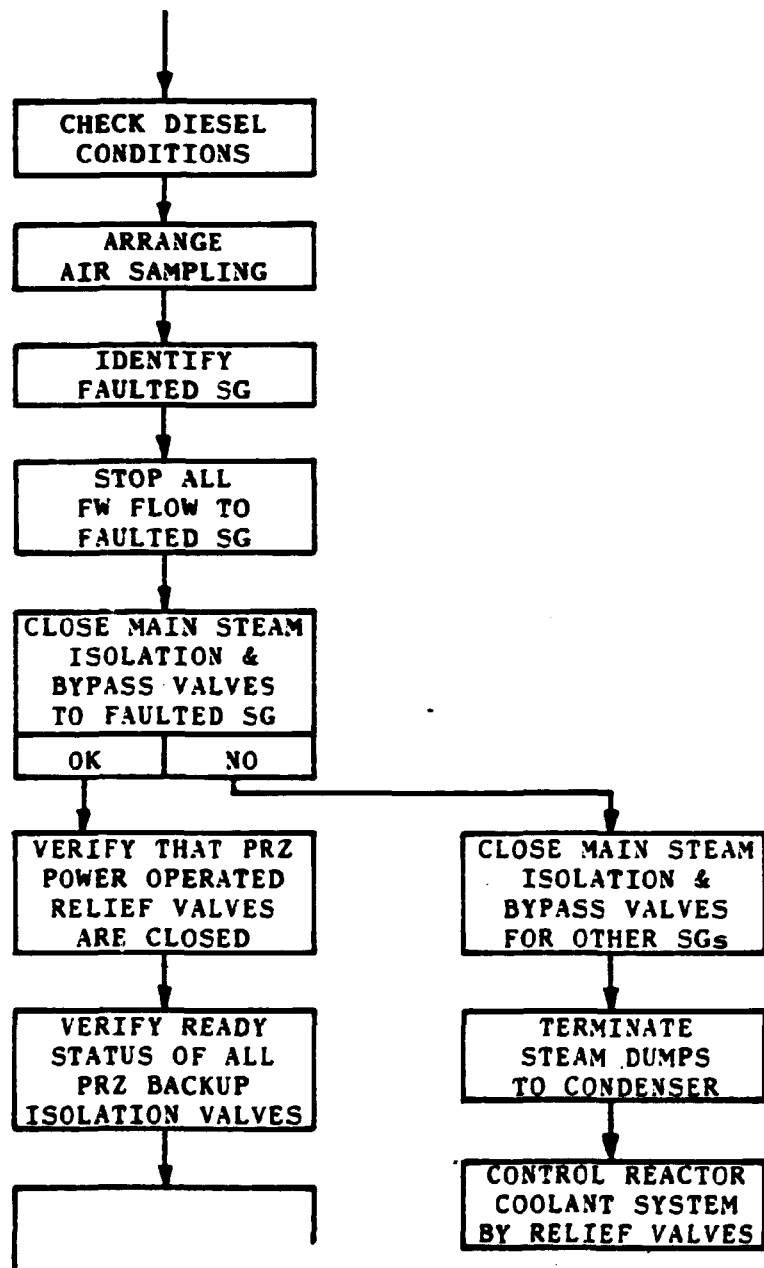 CHECK DIESEL
CONDITIONS
ARRANGE
AIR SAMPLING
IDENTIFY
FAULTED SG
STOP ALL
FW FLOW TO
FAULTED SG
CLOSE MAIN STEAM
ISOLATION &
BYPASS VALVES
TO FAULTED SG
OK
NO
VERIFY THAT PRZ
POWER OPERATED
RELIEF VALVES
ARE CLOSED
VERIFY READY
STATUS OF ALL
PRZ BACKUP
ISOLATION VALVES
CLOSE MAIN STEAM
ISOLATION &
BYPASS VALVES
FOR OTHER SGs
TERMINATE
STEAM DUMPS
TO CONDENSER
CONTROL REACTOR
COOLANT SYSTEM
BY RELIEF VALVES